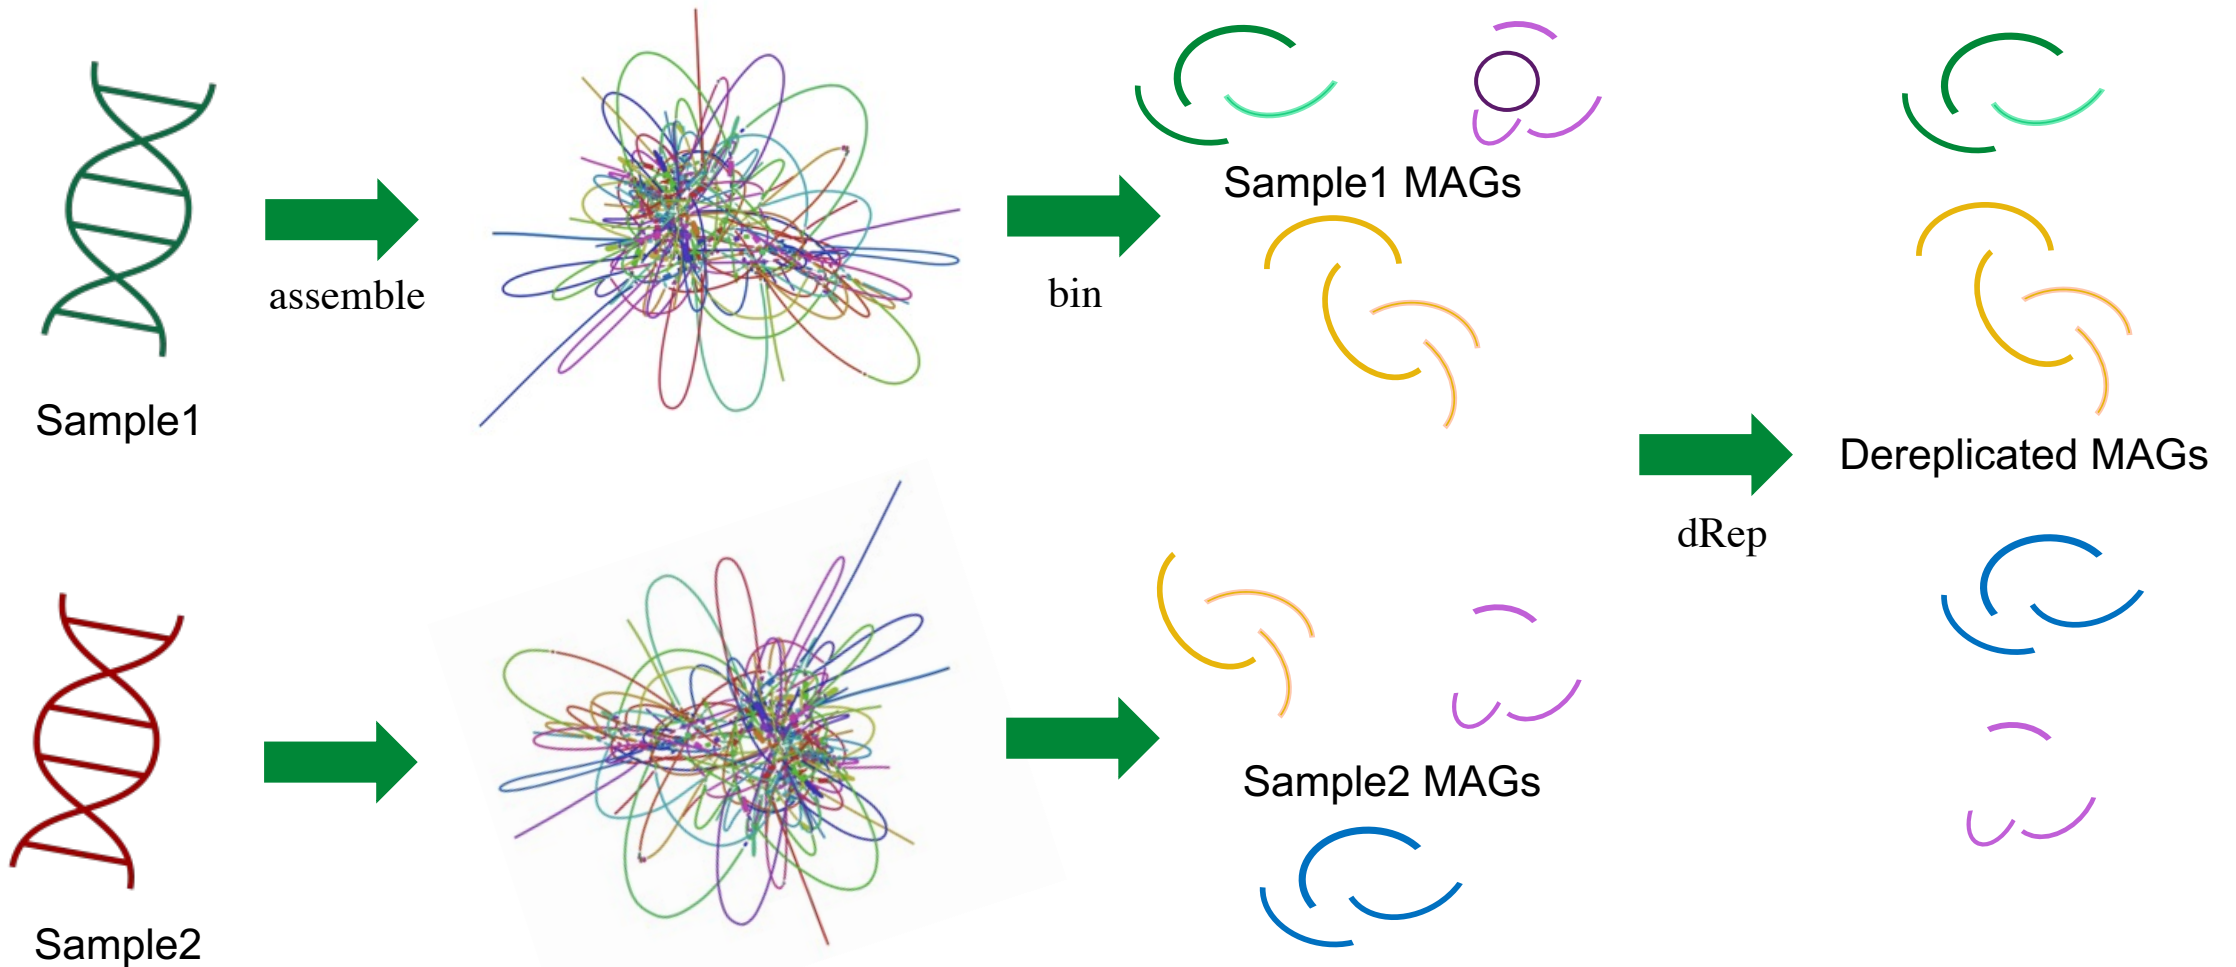 Sample1
assemble
bin
Sample1 MAGs
dRep
Dereplicated MAGs
Sample2
Sample2 MAGs